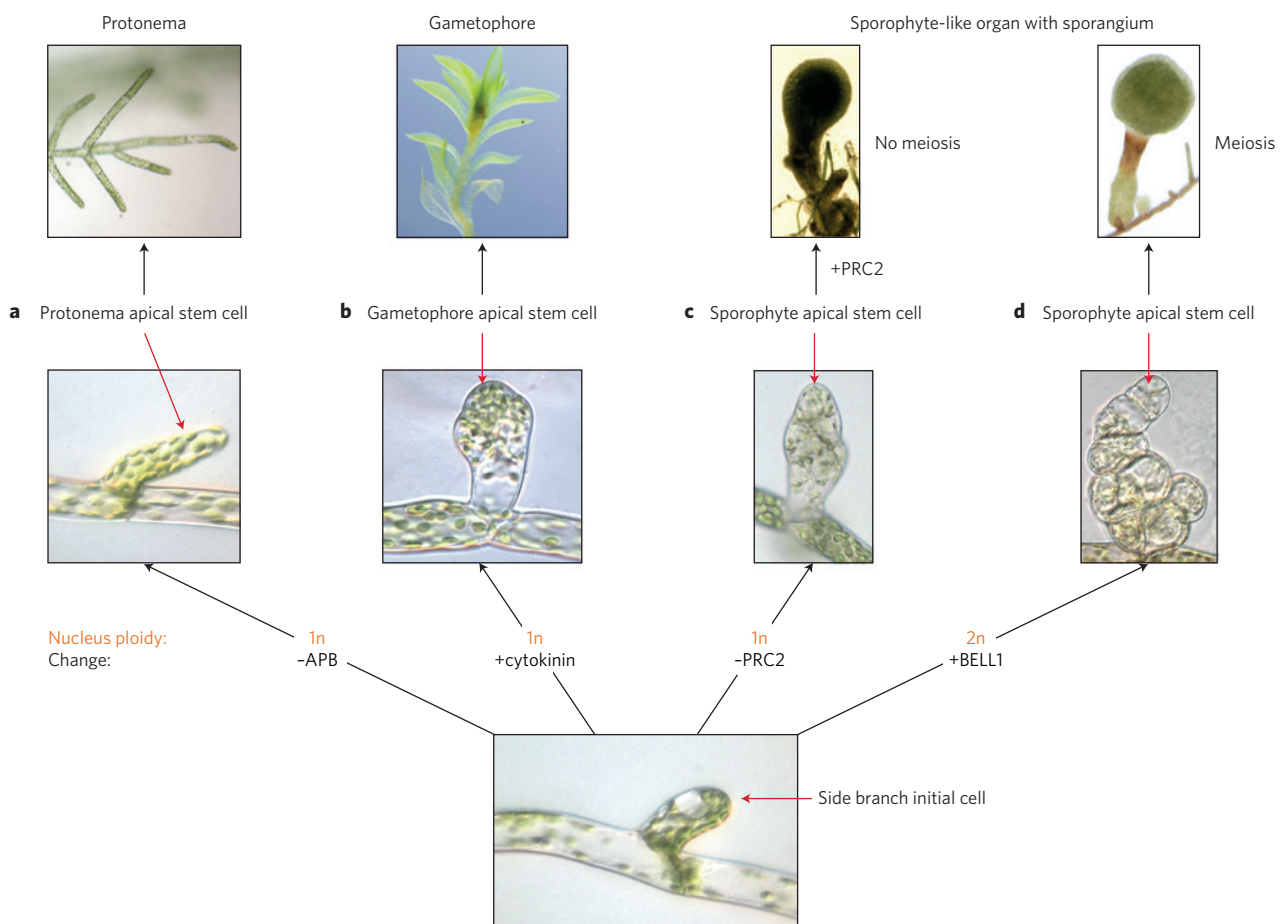 Protonema
Gametophore
Sporophyte-like organ with sporangium
No meiosis
Meiosis
+PRC2
a Protonema apical stem cell
b Gametophore apical stem cell
c Sporophyte apical stem cell
d Sporophyte apical stem cell
Nucleus ploidy: 1n 1n 1n 2n
Change: –APB +cytokinin –PRC2 +BELL1
Side branch initial cell